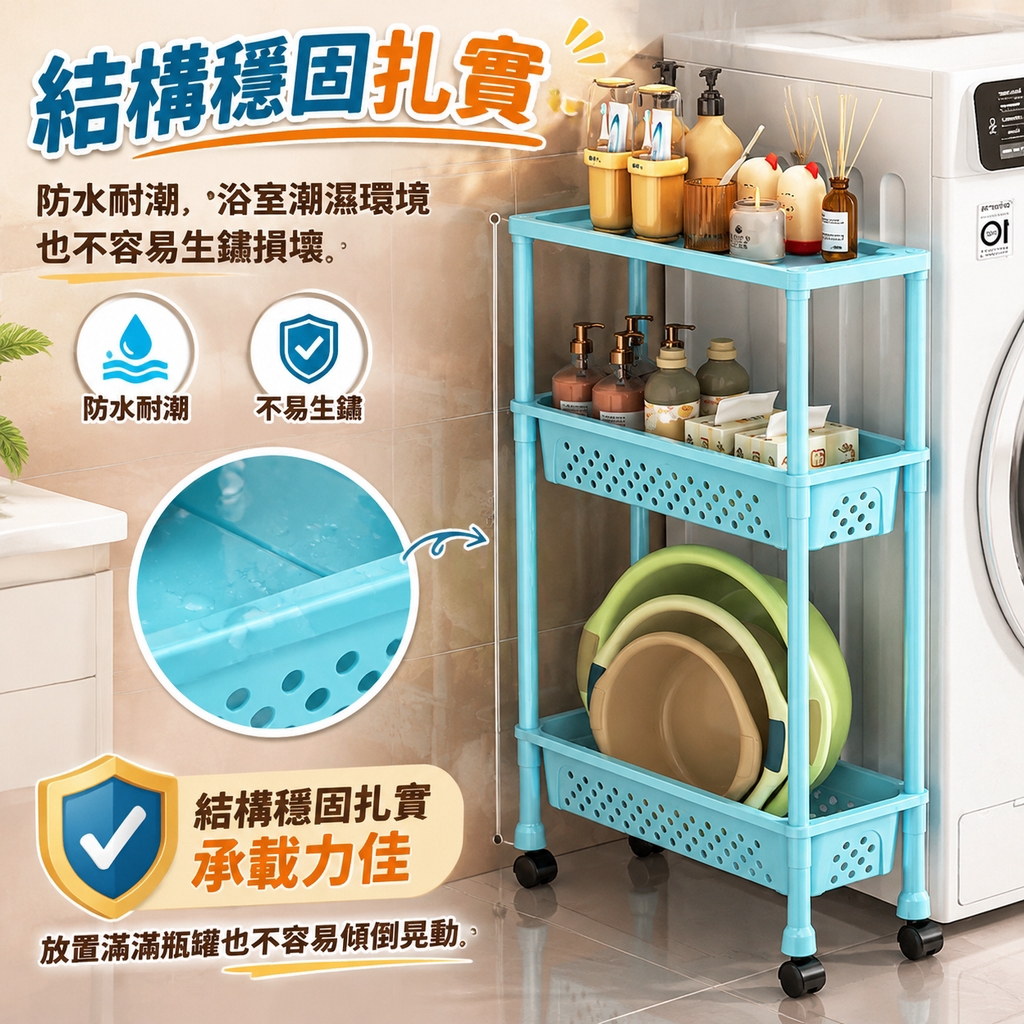 結構穩固扎實
防水耐潮，浴室潮濕環境
也不容易生鏽損壞。
防水耐潮
不易生鏽
結構穩固扎實
承載力佳
放置滿滿瓶罐也不容易傾倒晃動。